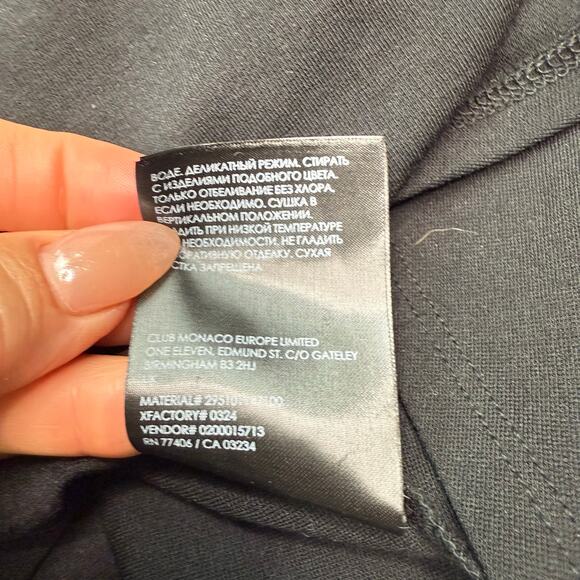 ВОДЕ. ДЕЛИКАТНЫЙ РЕЖИМ. СТИРАТЬ
С ИЗДЕЛИЯМИ ПОДОБНОГО ЦВЕТА.
ТОЛЬКО ОТБЕЛИВАНИЕ БЕЗ ХЛОРА,
ЕСЛИ НЕОБХОДИМО. СУШКА В
ВЕРТИКАЛЬНОМ ПОЛОЖЕНИИ.
ПРИ НИЗКОЙ ТЕМПЕРАТУРЕ
НЕОБХОДИМОСТИ. НЕ ГЛАДИТЬ
ОТДЕЛКУ. СУХАЯ
ЗАПРЕЩЕНА.
CLUB MONACO EUROPE LIMITED
ONE ELEVEN, EDMUND ST. C/O GATELEY
BIRMINGHAM B3 2HJ
MATERIAL#
XFACTORY# 0324
VENDOR# 0200015713
RN 77406 / CA 03234